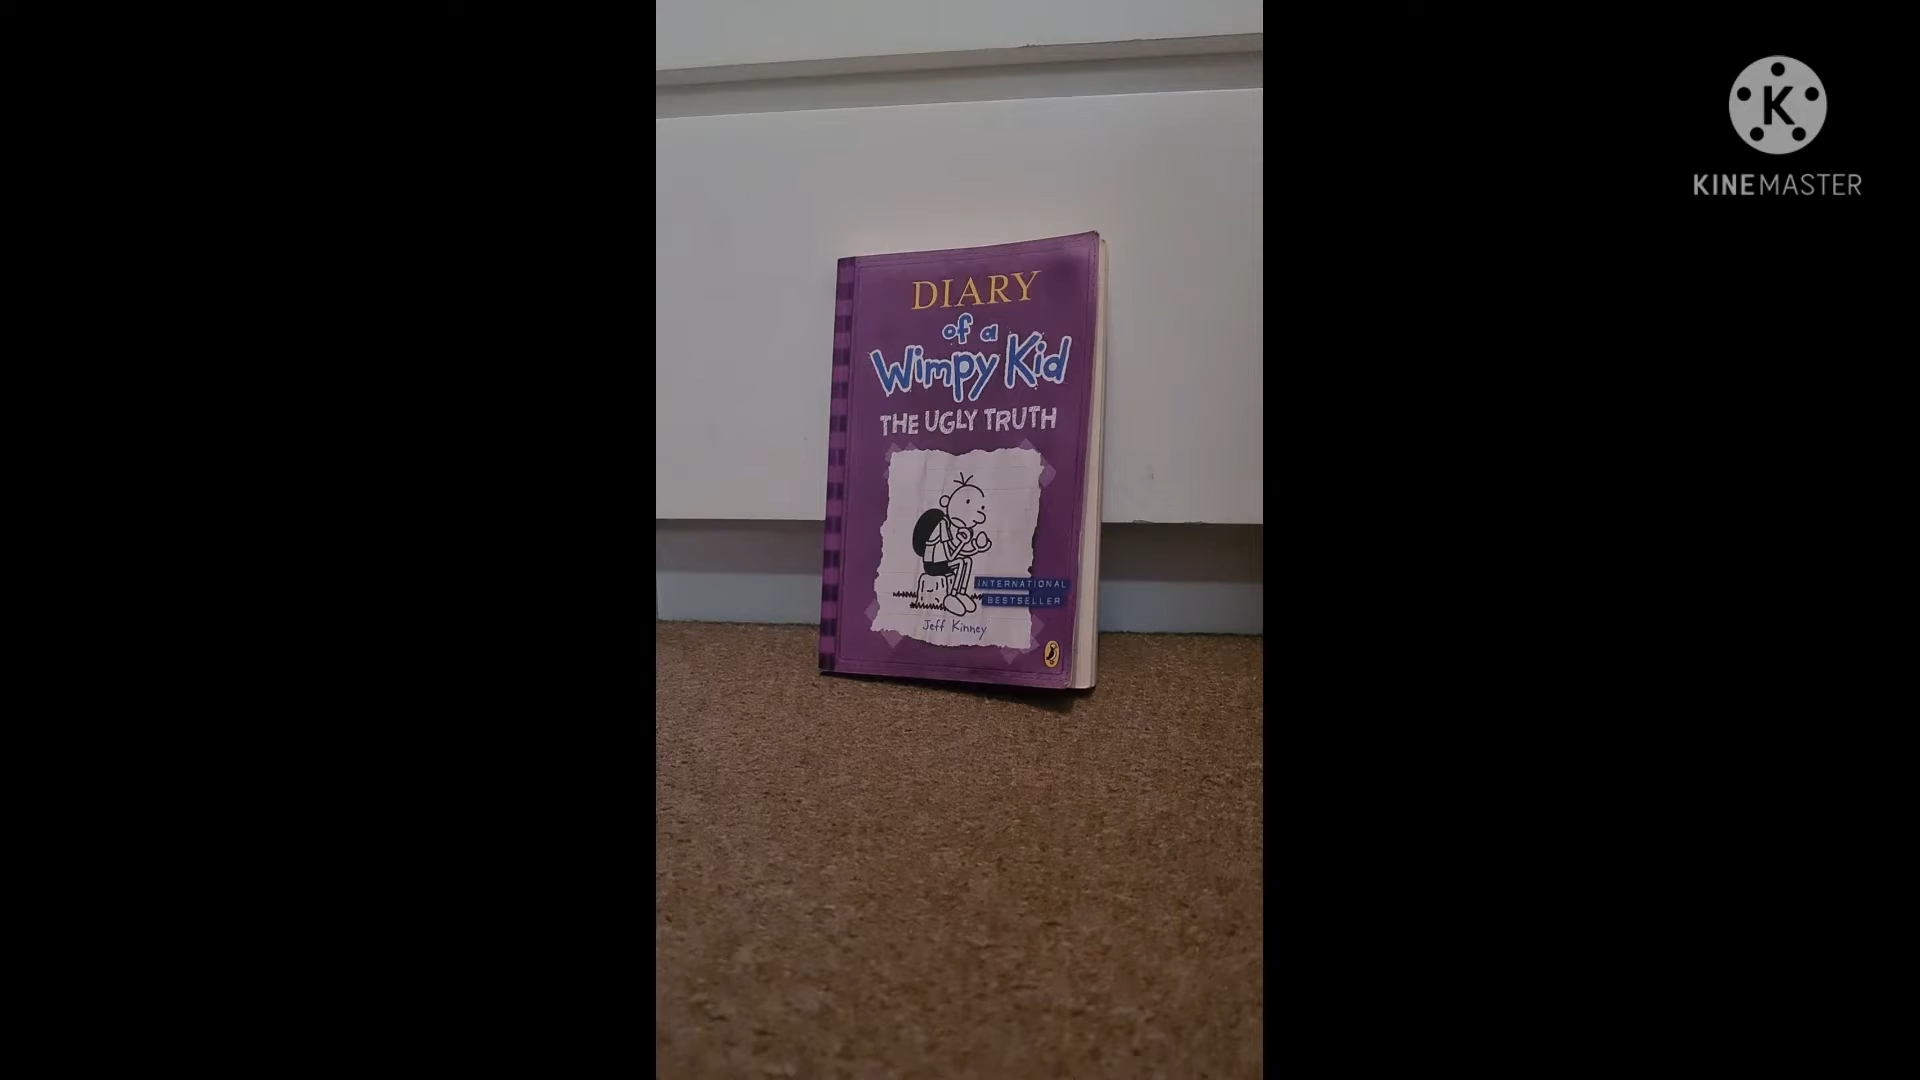 DIARY
of a
Wimpy Kid
THE UGLY TRUTH
INTERNATIONAL
BESTSELLER
Jeff Kinney
K
KINEMASTER